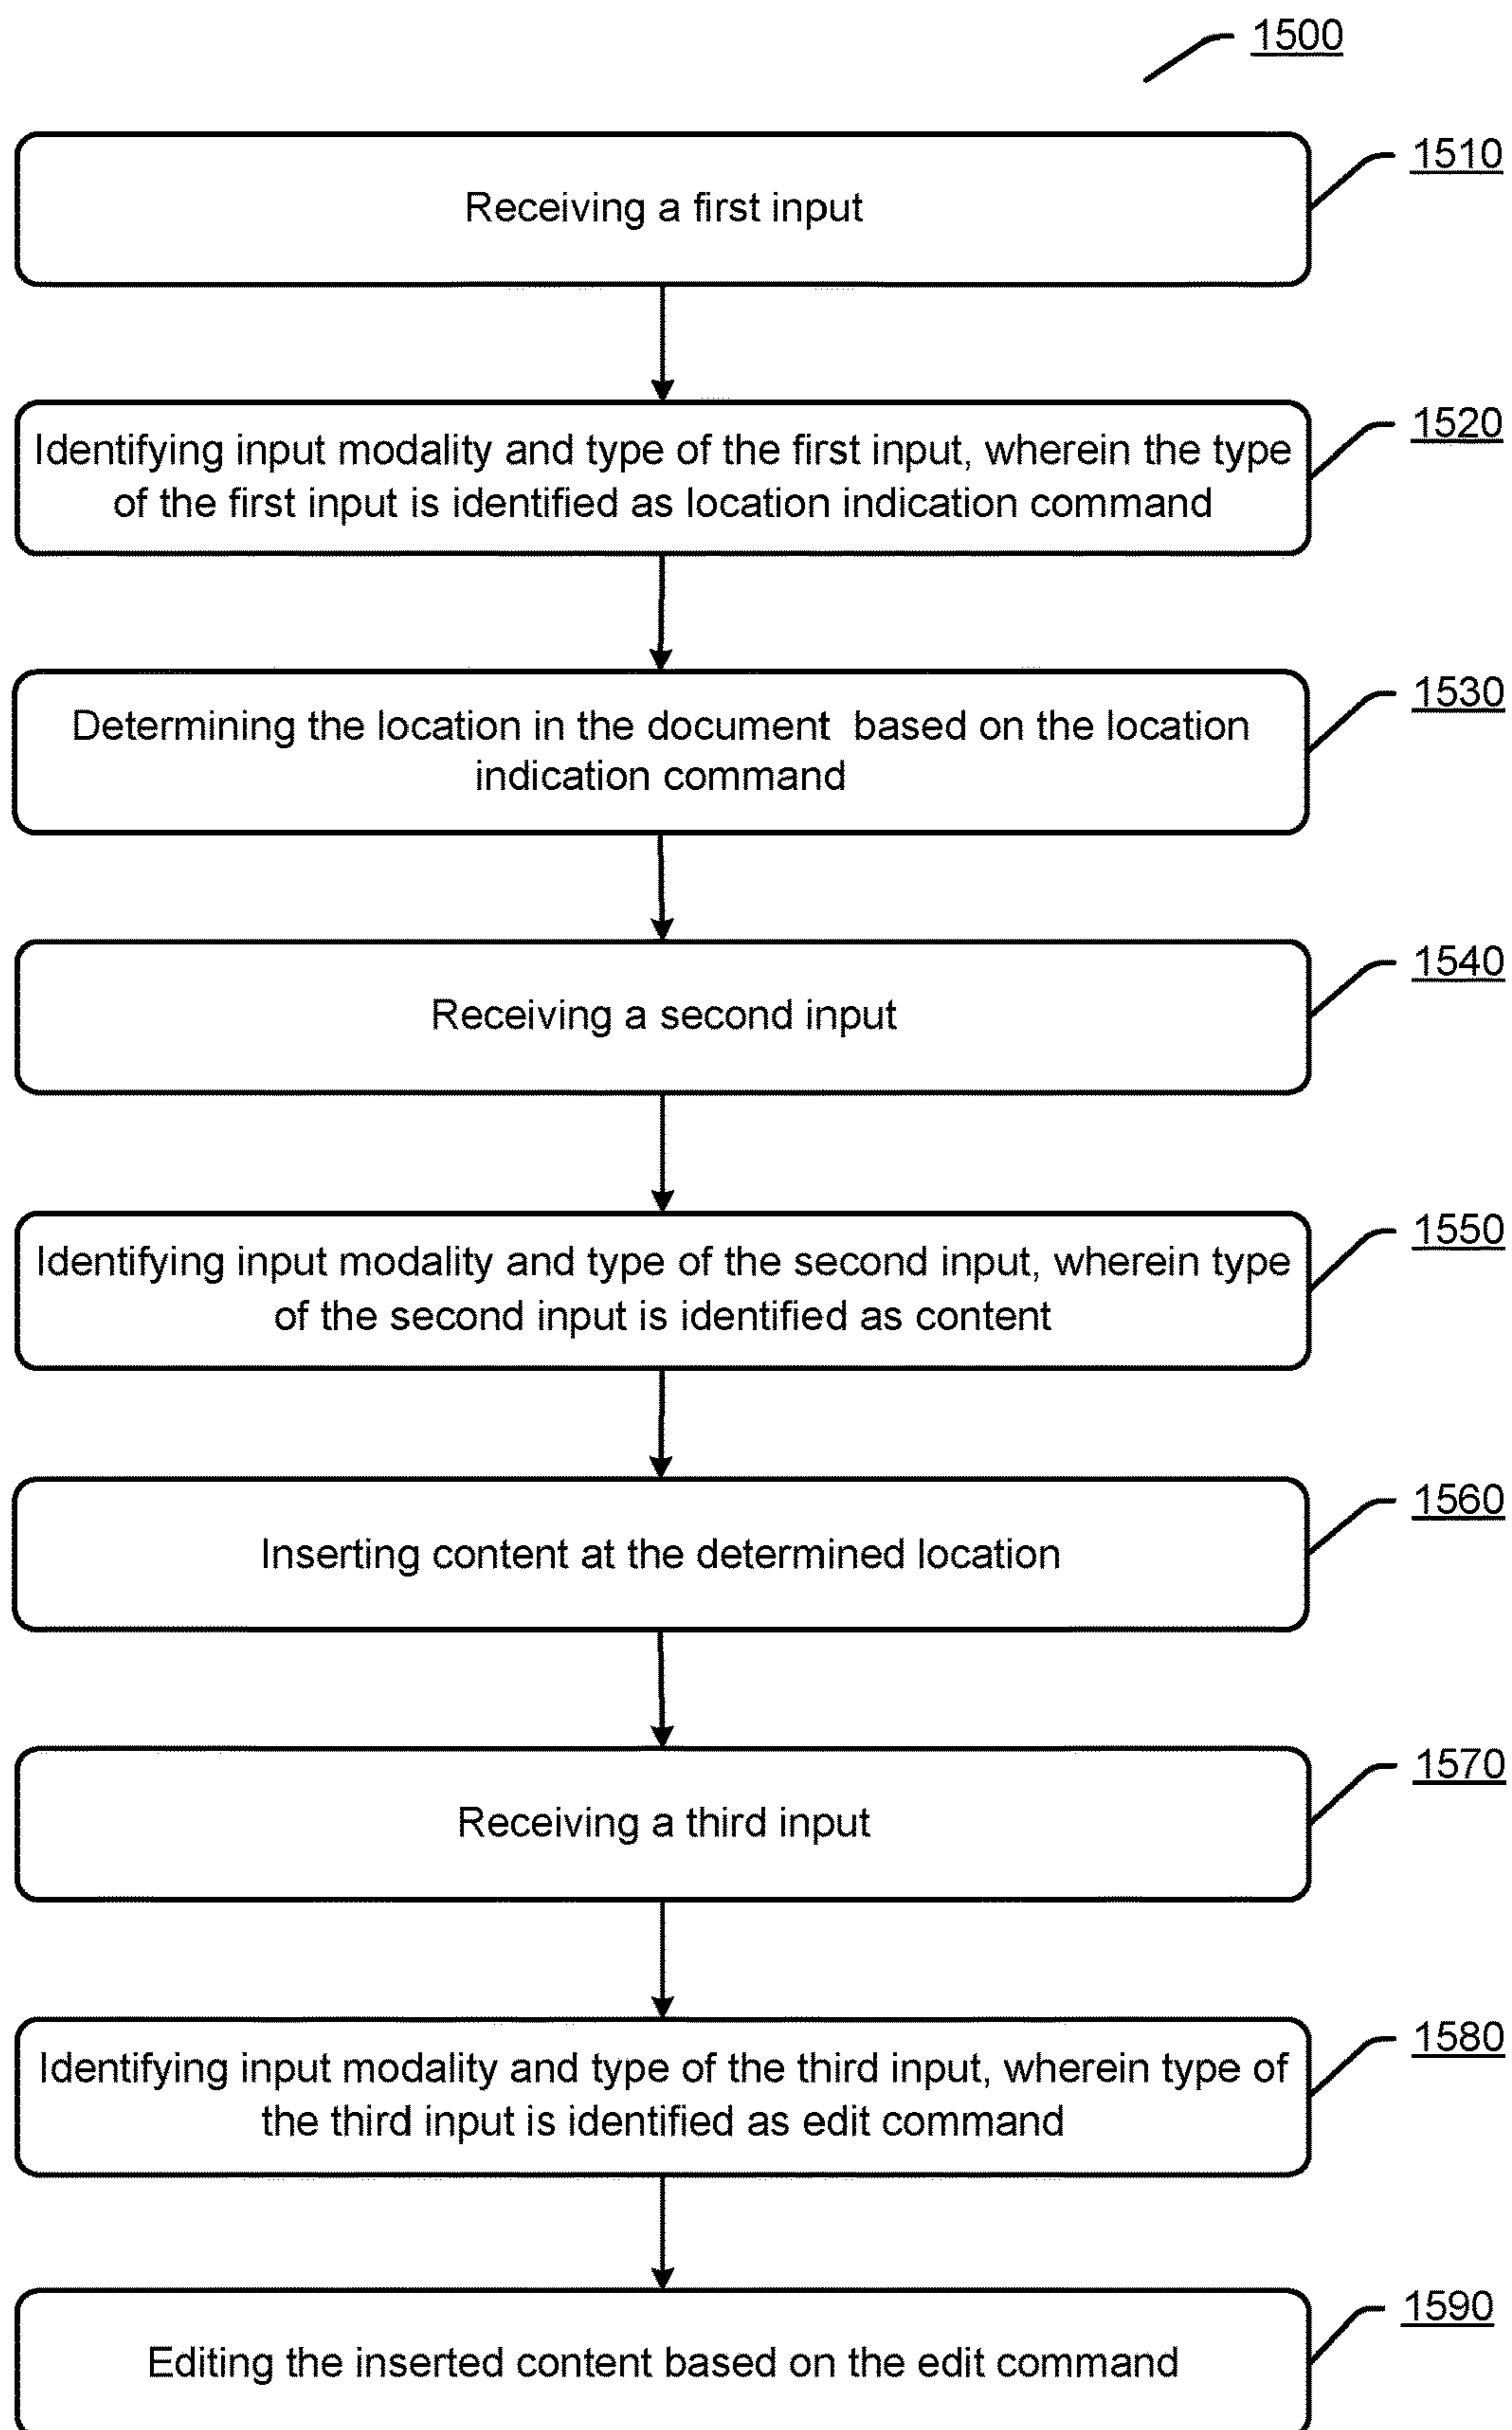 1500
1510
Receiving a first input
1520
Identifying input modality and type of the first input, wherein the type
of the first input is identified as location indication command
1530
Determining the location in the document based on the location
indication command
1540
Receiving a second input
1550
Identifying input modality and type of the second input, wherein type
of the second input is identified as content
1560
Inserting content at the determined location
1570
Receiving a third input
1580
Identifying input modality and type of the third input, wherein type of
the third input is identified as edit command
1590
Editing the inserted content based on the edit command